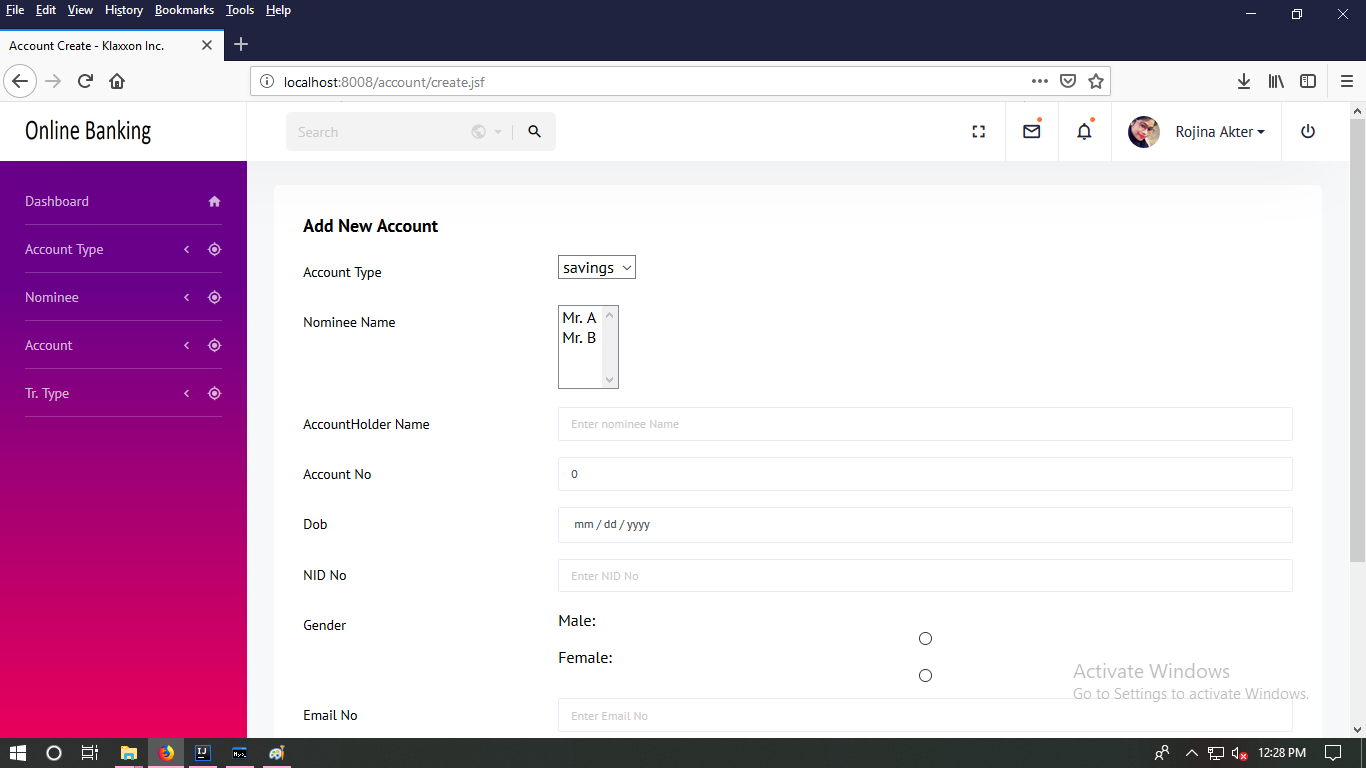 File Edit View History Bookmarks Tools Help
Account Create - Klaxxon Inc.
localhost:8008/account/create.jsf
Online Banking
Search
Rojina Akter
Dashboard
Account Type
Nominee
Account
Tr. Type
Add New Account
Account Type savings
Nominee Name Mr. A
Mr. B
AccountHolder Name Enter nominee Name
Account No 0
Dob mm / dd / yyyy
NID No Enter NID No
Gender Male:
Female:
Email No Enter Email No
Activate Windows
Go to Settings to activate Windows.
12:28 PM